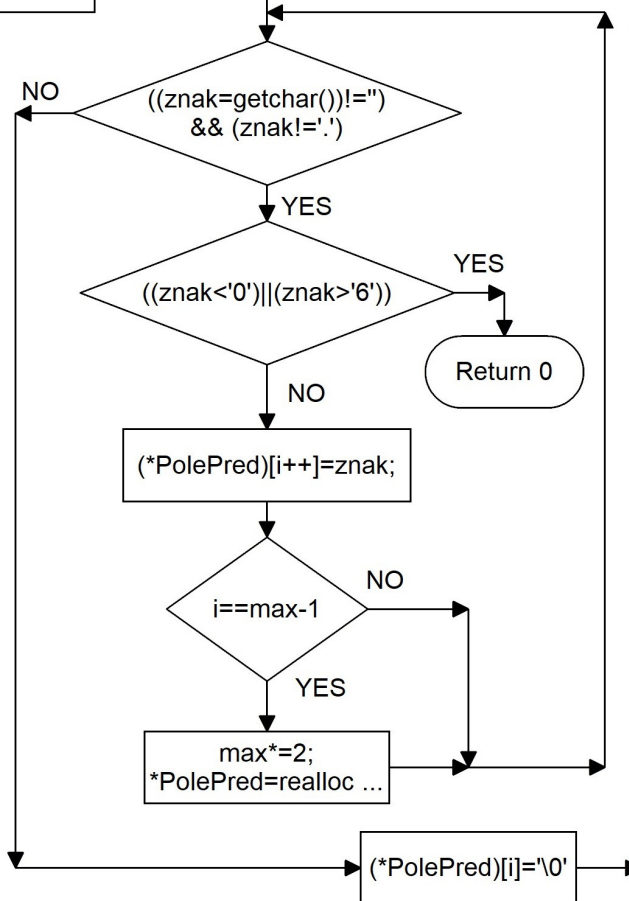 NO
((znak=getchar())!='')
&& (znak!='.')
YES
YES
((znak<'0')||(znak>'6'))
Return 0
NO
(*PolePred)[i++]=znak;
NO
i==max-1
YES
max*=2;
*PolePred=realloc ...
(*PolePred)[i]='\0'